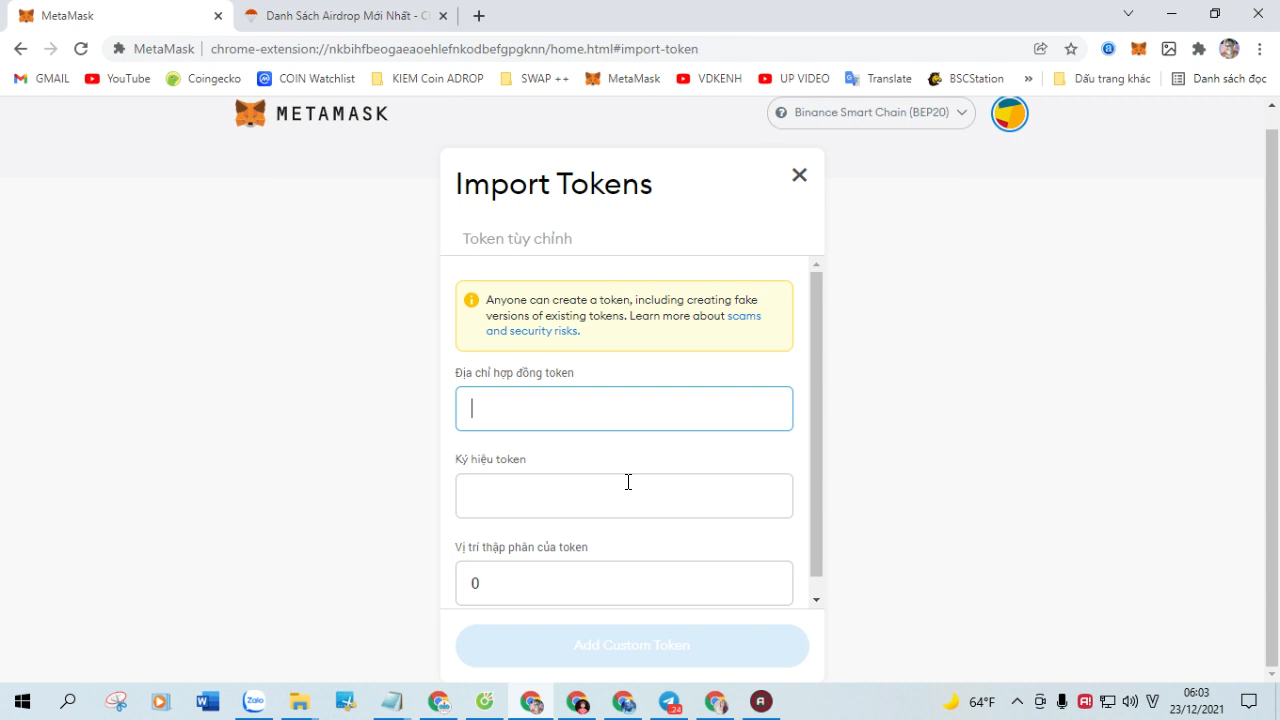 MetaMask
Danh Sách Airdrop Mới Nhất - C
MetaMask | chrome-extension://nkbihfbeogaeaoehlefnkodbefgpgknn/home.html#import-token
GMAIL YouTube Coingecko COIN Watchlist KIEM Coin ADROP SWAP ++ MetaMask VDKENH UP VIDEO Translate BSCStation » Dấu trang khác Danh sách đọc
METAMASK
Binance Smart Chain (BEP20)
Import Tokens
Token tùy chỉnh
Anyone can create a token, including creating fake
versions of existing tokens. Learn more about scams
and security risks.
Địa chỉ hợp đồng token
Ký hiệu token
Vị trí thập phân của token
0
Add Custom Token
Zalo
24
64°F
06:03
23/12/2021